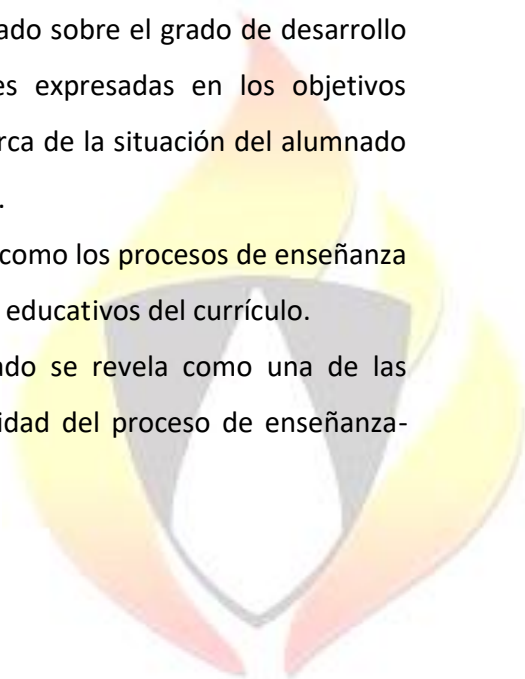 ado sobre el grado de desarrollo
es expresadas en los objetivos
rca de la situación del alumnado
.
como los procesos de enseñanza
educativos del currículo.
ado se revela como una de las
idad del proceso de enseñanza-